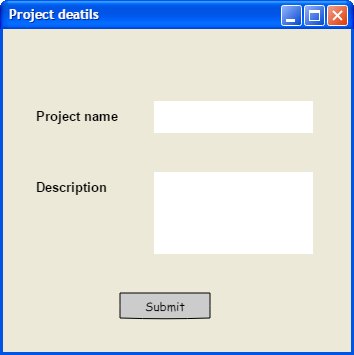 Project deatils
Project name
Description
Submit